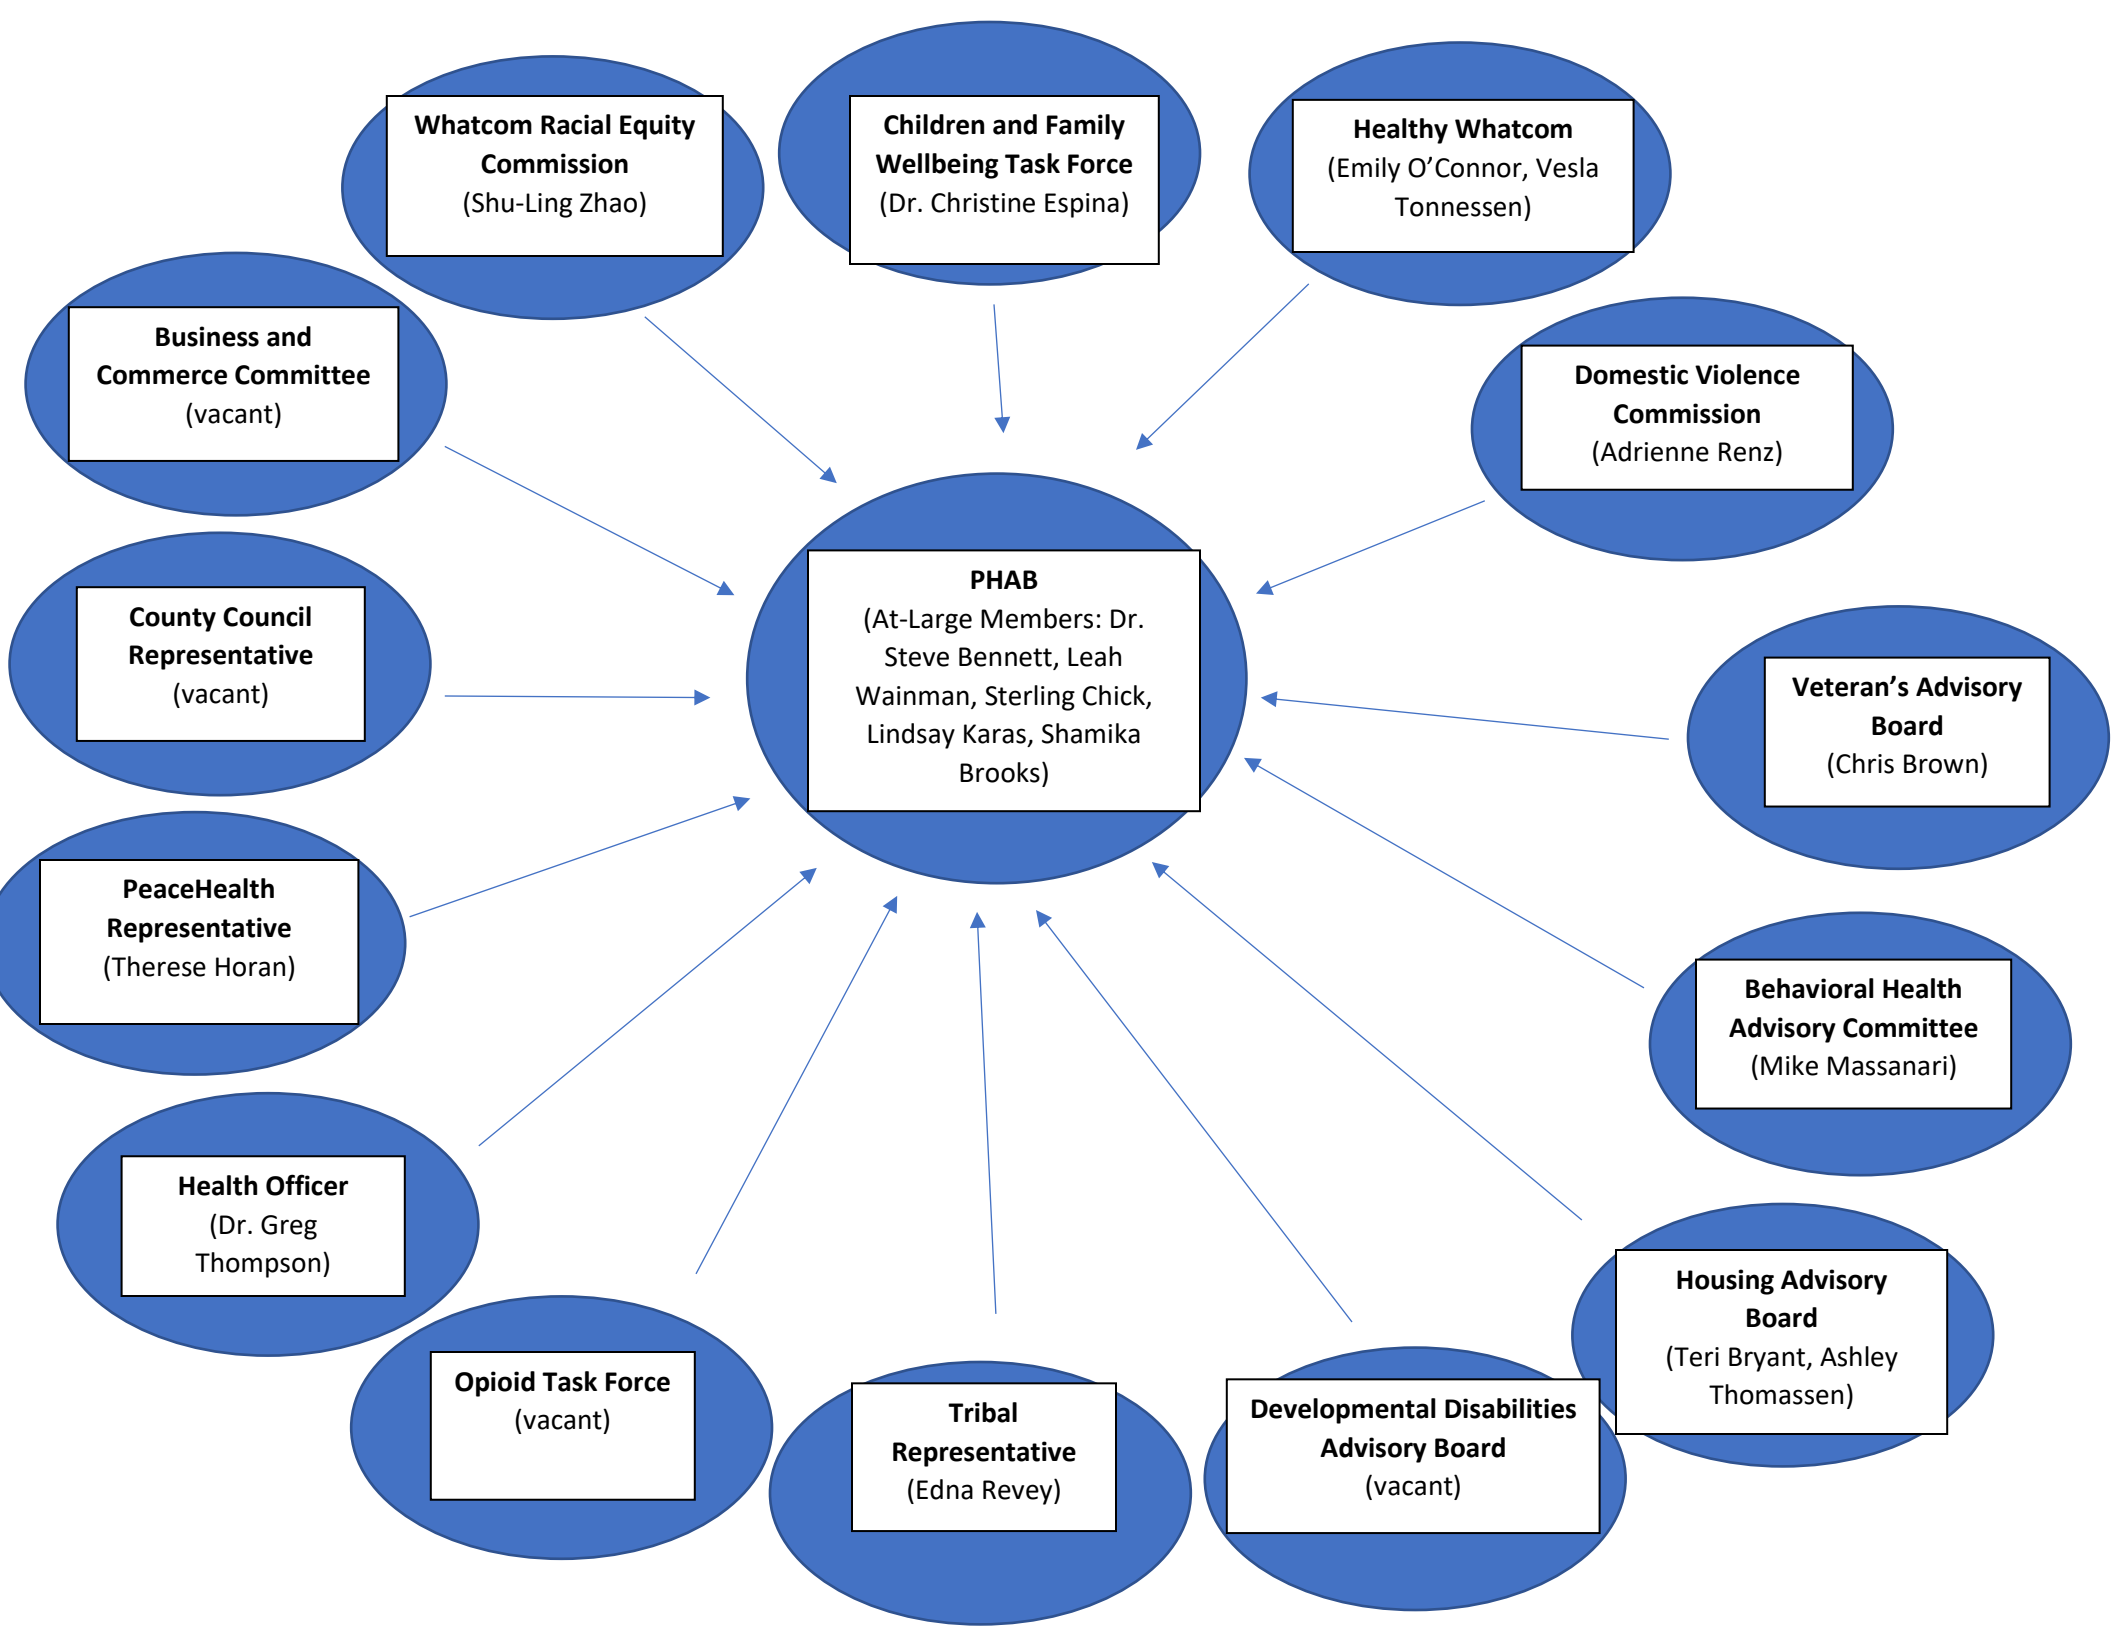 Whatcom Racial Equity
Commission
(Shu-Ling Zhao)
Children and Family
Wellbeing Task Force
(Dr. Christine Espina)
Healthy Whatcom
(Emily O’Connor, Vesla
Tonnessen)
Business and
Commerce Committee
(vacant)
Domestic Violence
Commission
(Adrienne Renz)
County Council
Representative
(vacant)
PHAB
(At-Large Members: Dr.
Steve Bennett, Leah
Wainman, Sterling Chick,
Lindsay Karas, Shamika
Brooks)
Veteran’s Advisory
Board
(Chris Brown)
PeaceHealth
Representative
(Therese Horan)
Behavioral Health
Advisory Committee
(Mike Massanari)
Health Officer
(Dr. Greg
Thompson)
Housing Advisory
Board
(Teri Bryant, Ashley
Thomassen)
Opioid Task Force
(vacant)
Tribal
Representative
(Edna Revey)
Developmental Disabilities
Advisory Board
(vacant)